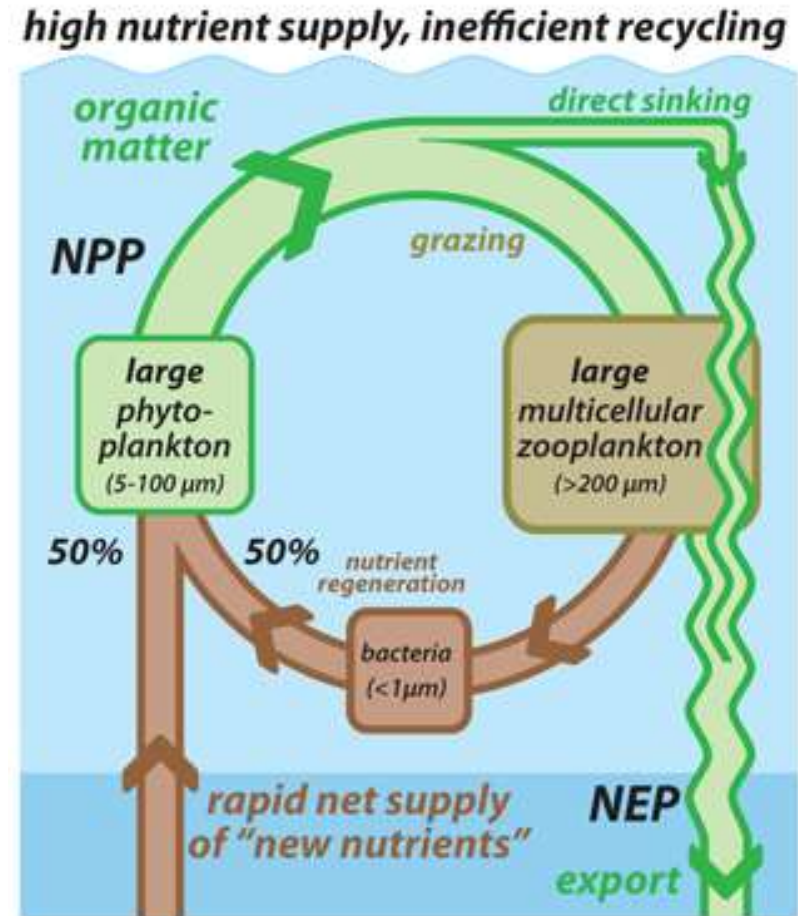 high nutrient supply, inefficient recycling
organic
matter
direct sinking
NPP
grazing
large
phyto-
plankton
(5-100 µm)
large
multicellular
zooplankton
(>200 µm)
50%
50%
nutrient
regeneration
bacteria
(<1µm)
rapid net supply
of "new nutrients"
NEP
export